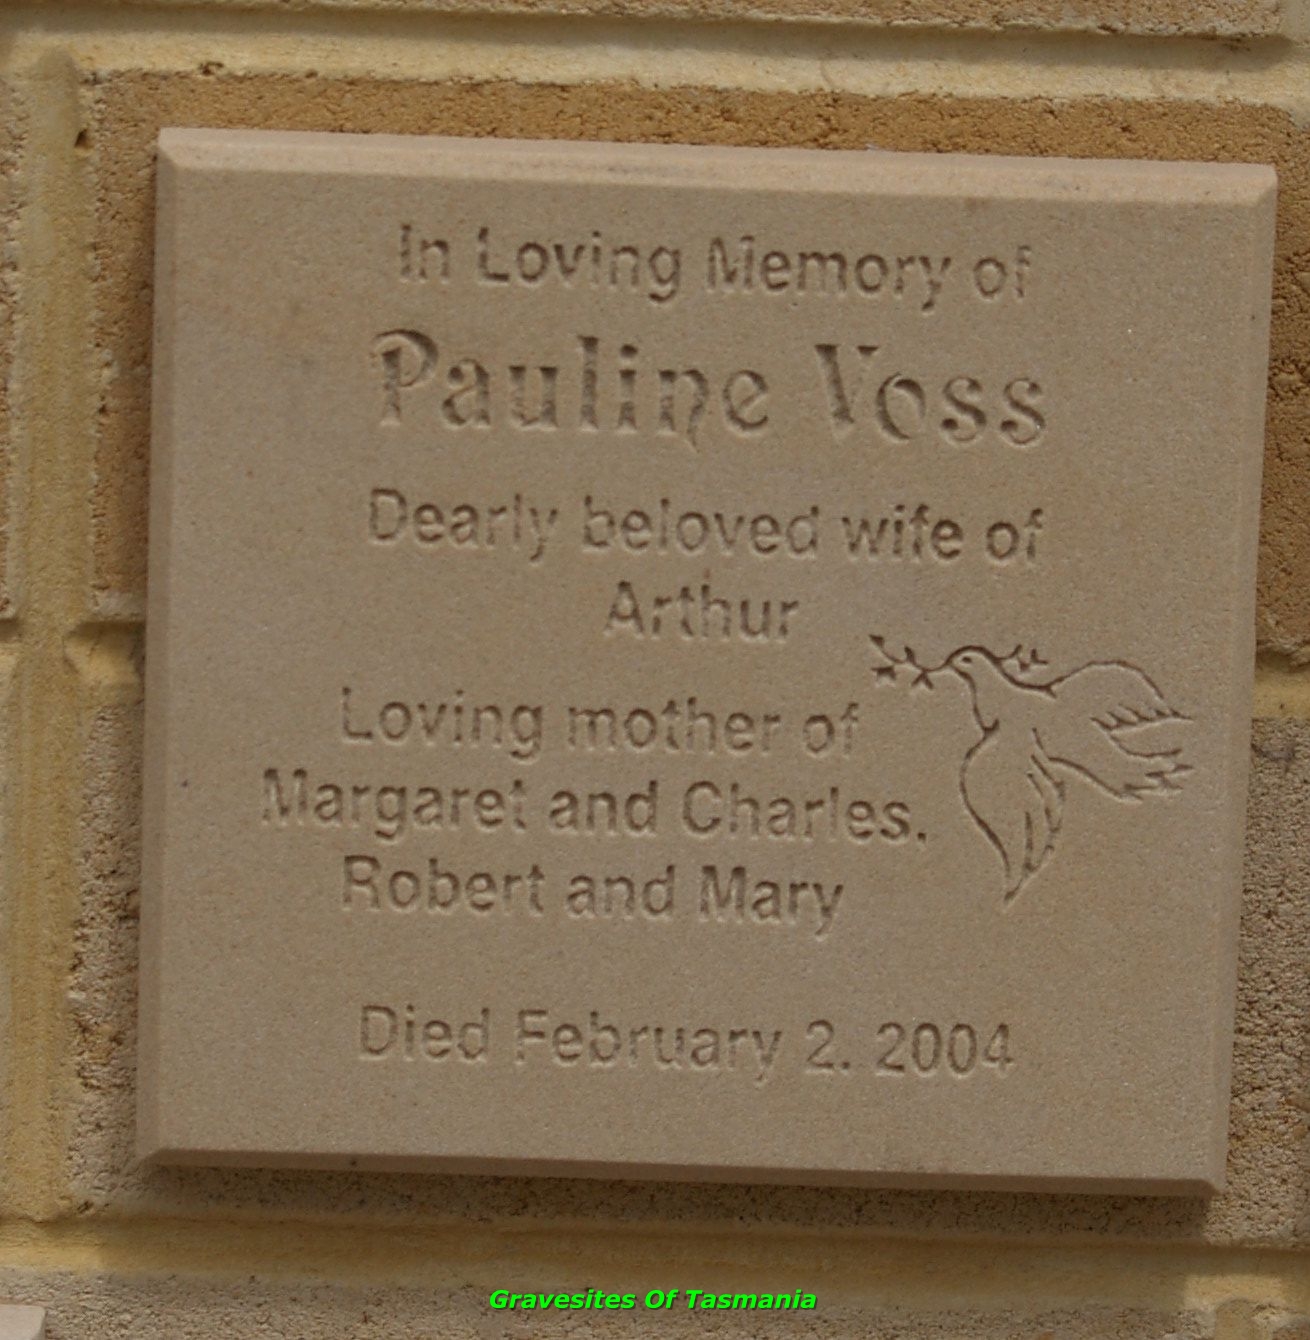 In Loving Memory of
Pauline Voss
Dearly beloved wife of
Arthur
Loving mother of
Margaret and Charles.
Robert and Mary
Died February 2. 2004
Gravesites Of Tasmania